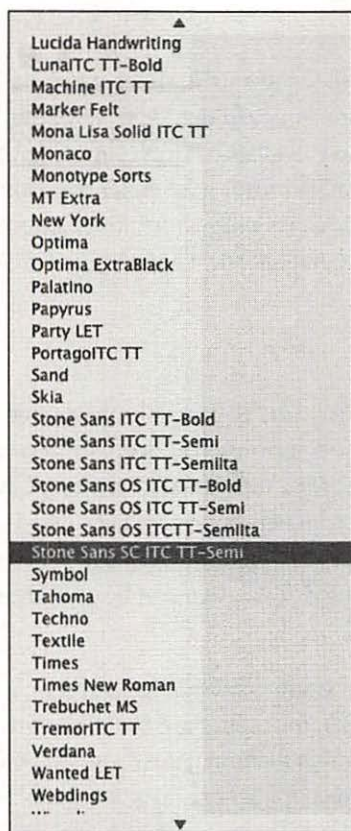 Lucida Handwriting
LunaITC TT-Bold
Machine ITC TT
Marker Felt
Mona Lisa Solid ITC TT
Monaco
Monotype Sorts
MT Extra
New York
Optima
Optima ExtraBlack
Palatino
Papyrus
Party LET
PortagoITC TT
Sand
Skia
Stone Sans ITC TT-Bold
Stone Sans ITC TT-Semi
Stone Sans ITC TT-SemiIta
Stone Sans OS ITC TT-Bold
Stone Sans OS ITC TT-Semi
Stone Sans OS ITCTT-SemiIta
Stone Sans SC ITC TT-Semi
Symbol
Tahoma
Techno
Textile
Times
Times New Roman
Trebuchet MS
TremorITC TT
Verdana
Wanted LET
Webdings